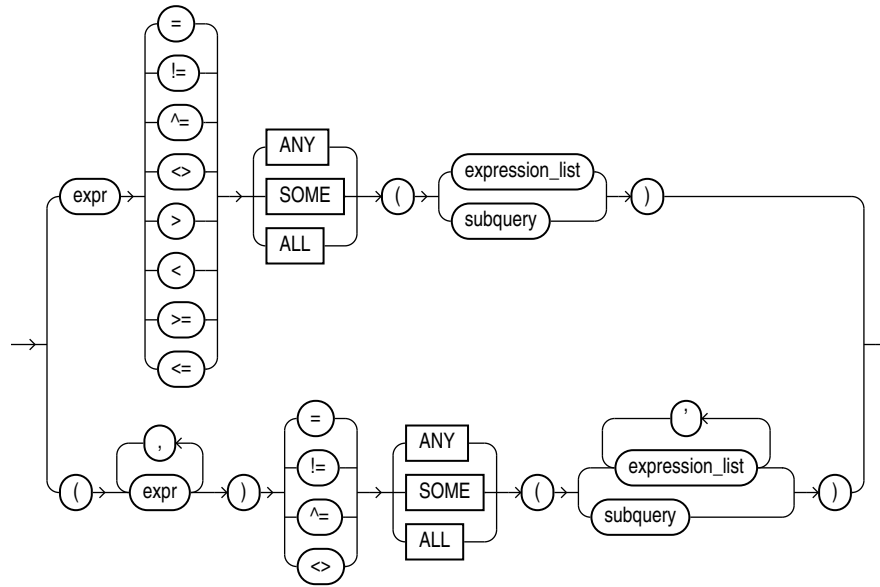 =
!=
^=
<>
>
<
>=
<=
expr
ANY
SOME
ALL
(
expression_list
subquery
)
(
,
expr
)
=
!=
^=
<>
ANY
SOME
ALL
(
,
expression_list
subquery
)